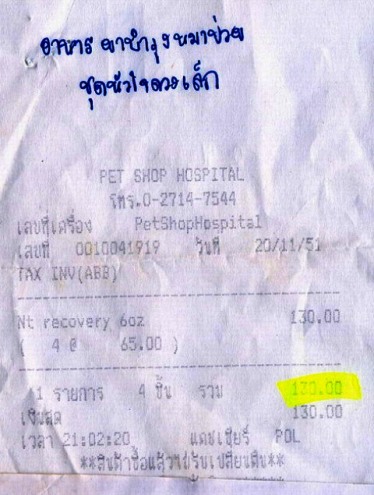 อาหาร ยาบำรุงหมาป่วย
ชุดหัวใจดวงเล็ก
PET SHOP HOSPITAL
โทร.0-2714-7544
เลขที่เครื่อง PetShopHospital
เลขที่ 0010041919 วันที่ 20/11/51
TAX INV(ABB)
Nt recovery 6oz 130.00
( 4 @ 65.00 )
1 รายการ 4 ชิ้น รวม 130.00
เงินสด 130.00
เวลา 21:02:20 แคชเชียร์ POL
**สินค้าซื้อแล้วไม่รับเปลี่ยนคืน**